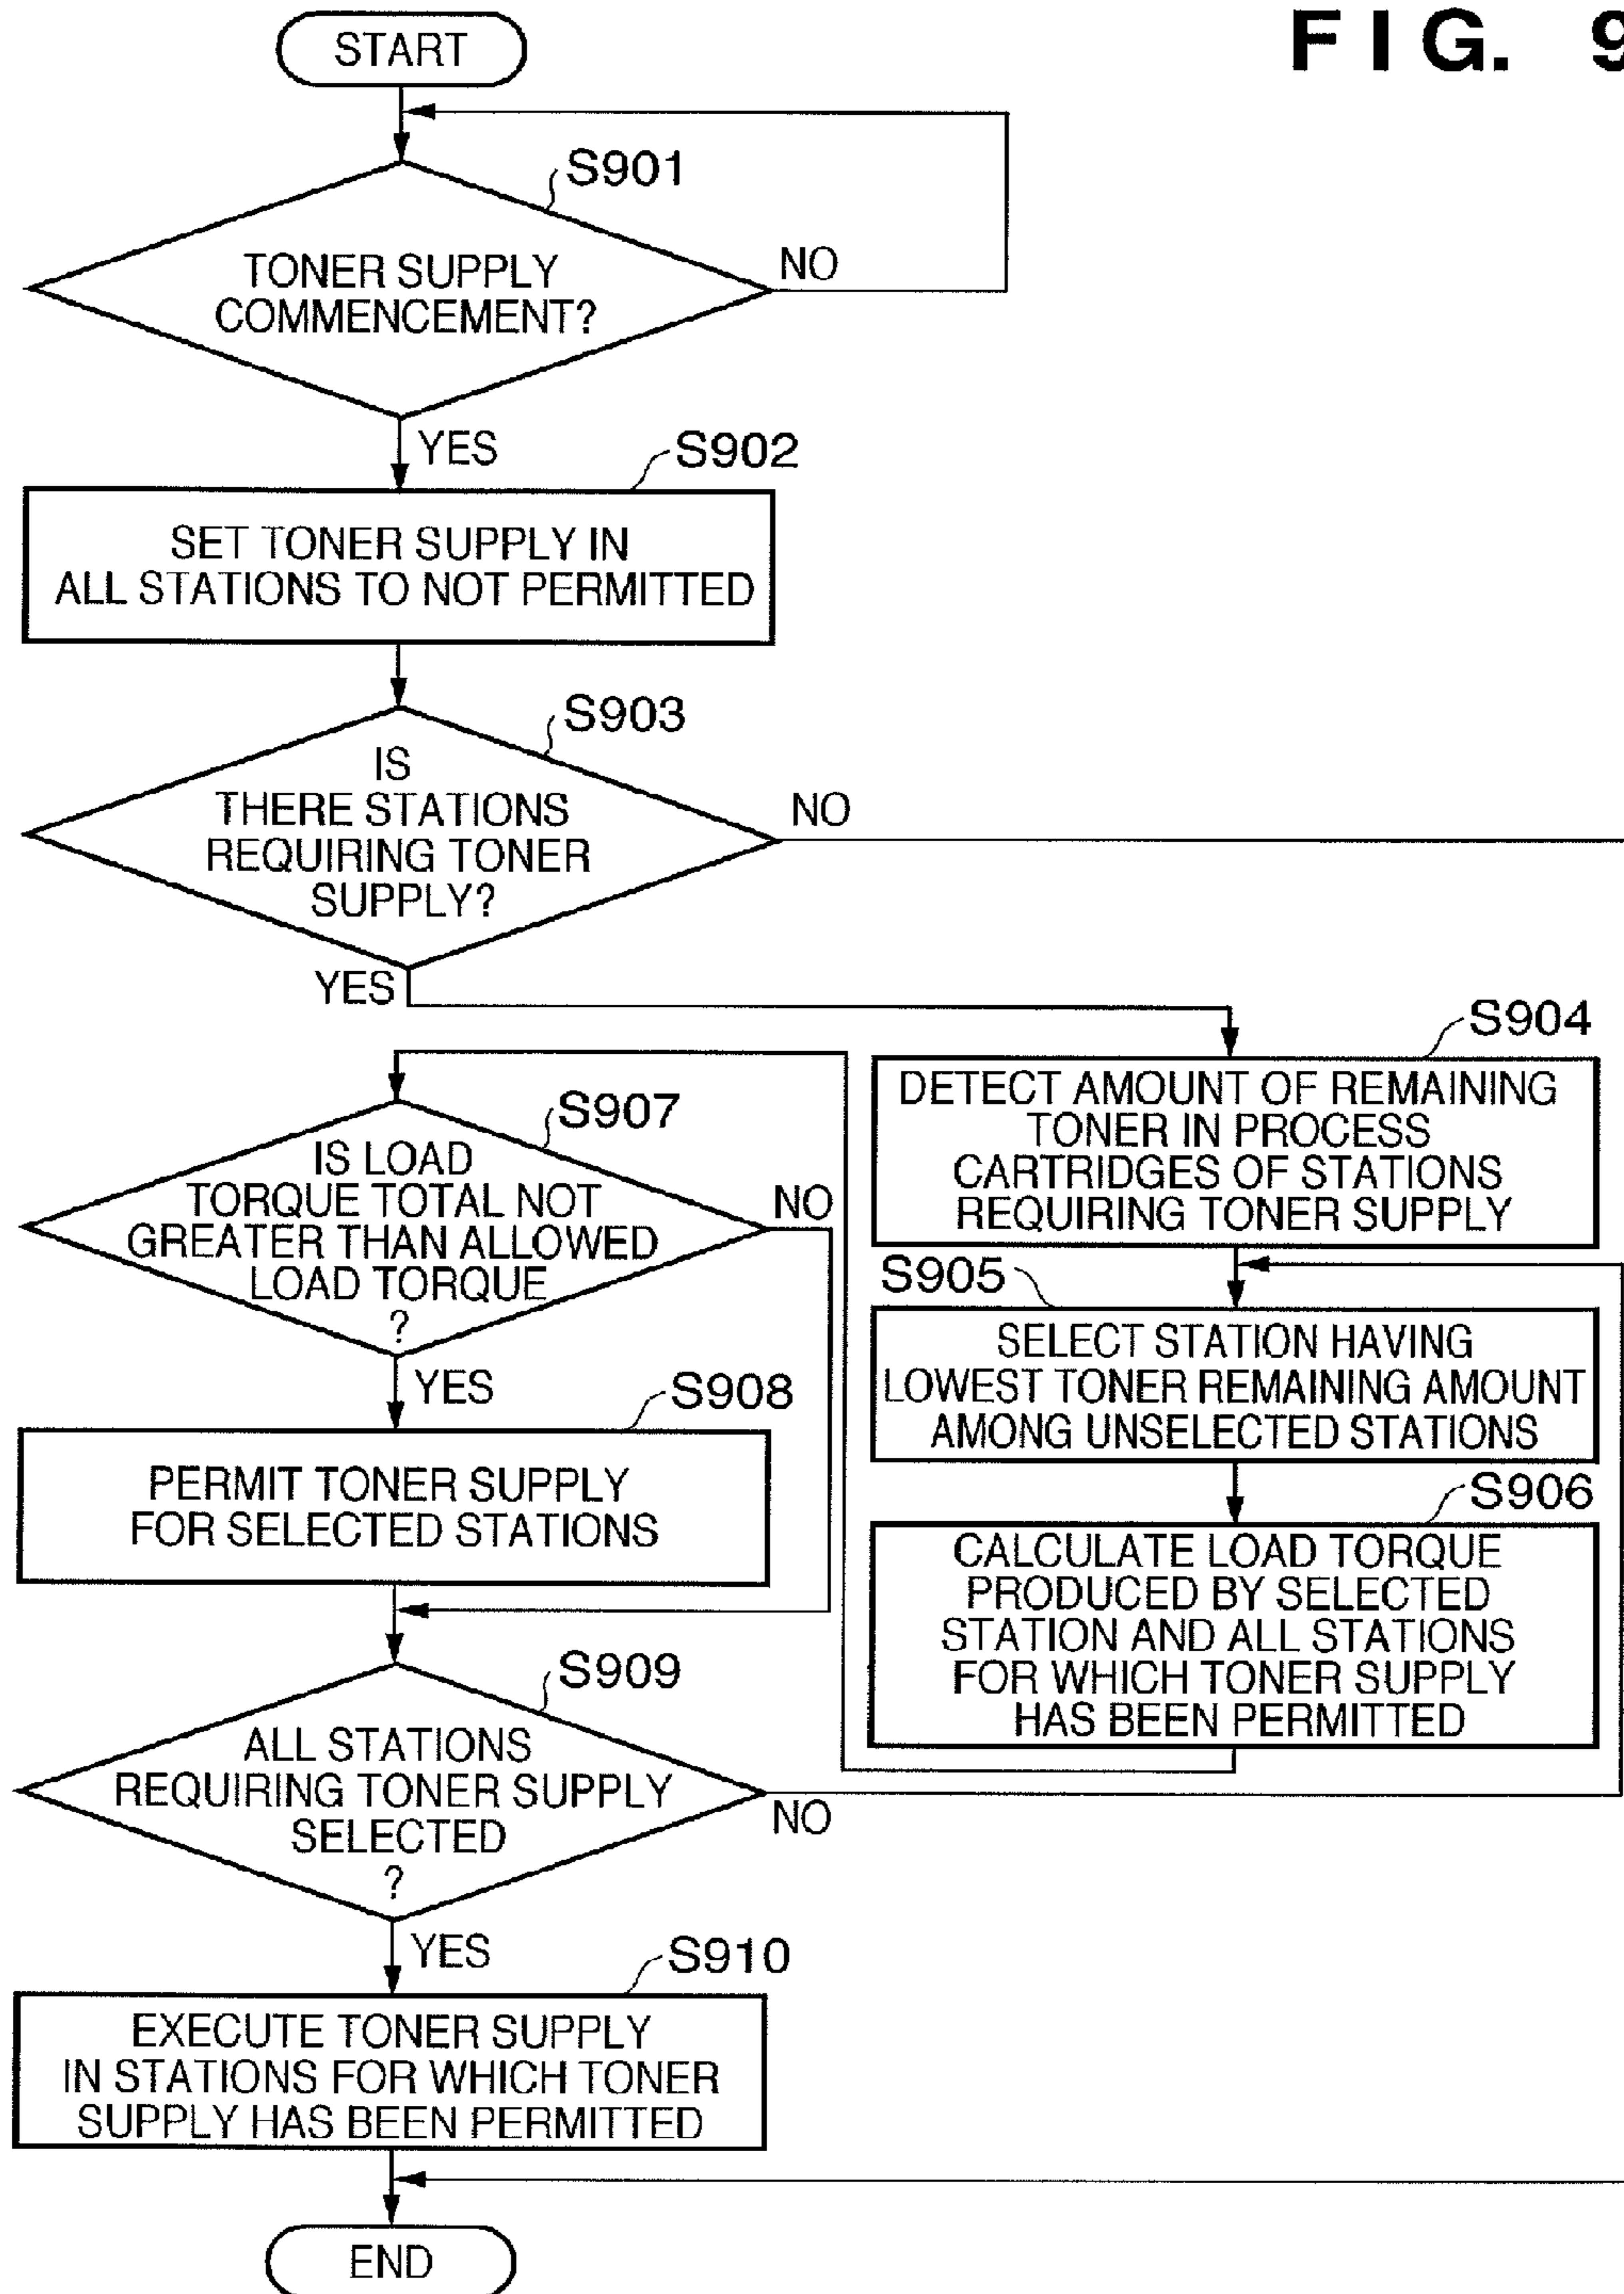 FIG. 9
START
S901
TONER SUPPLY
COMMENCEMENT?
NO
YES
S902
SET TONER SUPPLY IN
ALL STATIONS TO NOT PERMITTED
S903
IS
THERE STATIONS
REQUIRING TONER
SUPPLY?
NO
YES
S904
DETECT AMOUNT OF REMAINING
TONER IN PROCESS
CARTRIDGES OF STATIONS
REQUIRING TONER SUPPLY
S905
SELECT STATION HAVING
LOWEST TONER REMAINING AMOUNT
AMONG UNSELECTED STATIONS
S906
CALCULATE LOAD TORQUE
PRODUCED BY SELECTED
STATION AND ALL STATIONS
FOR WHICH TONER SUPPLY
HAS BEEN PERMITTED
S907
IS LOAD
TORQUE TOTAL NOT
GREATER THAN ALLOWED
LOAD TORQUE
?
NO
YES
S908
PERMIT TONER SUPPLY
FOR SELECTED STATIONS
S909
ALL STATIONS
REQUIRING TONER SUPPLY
SELECTED
?
NO
YES
S910
EXECUTE TONER SUPPLY
IN STATIONS FOR WHICH TONER
SUPPLY HAS BEEN PERMITTED
END